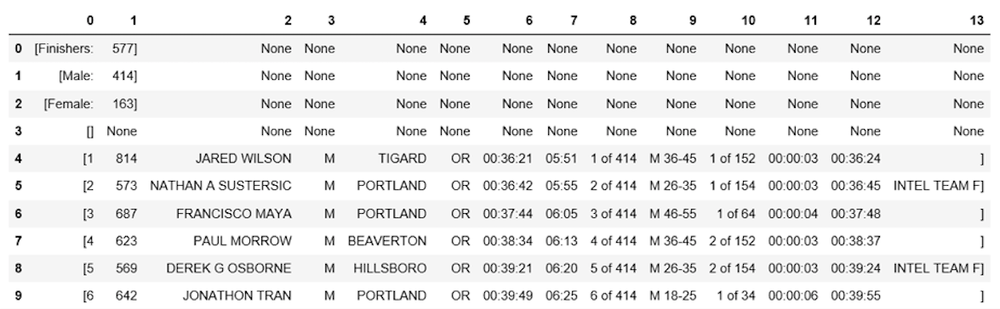 0 1 2 3 4 5 6 7 8 9 10 11 12 13
0 [Finishers: 577] None None None None None None None None None None None None
1 [Male: 414] None None None None None None None None None None None None
2 [Female: 163] None None None None None None None None None None None None
3 [] None None None None None None None None None None None None None
4 [1 814 JARED WILSON M TIGARD OR 00:36:21 05:51 1 of 414 M 36-45 1 of 152 00:00:03 00:36:24 ]
5 [2 573 NATHAN A SUSTERSIC M PORTLAND OR 00:36:42 05:55 2 of 414 M 26-35 1 of 154 00:00:03 00:36:45 INTEL TEAM F]
6 [3 687 FRANCISCO MAYA M PORTLAND OR 00:37:44 06:05 3 of 414 M 46-55 1 of 64 00:00:04 00:37:48 ]
7 [4 623 PAUL MORROW M BEAVERTON OR 00:38:34 06:13 4 of 414 M 36-45 2 of 152 00:00:03 00:38:37 ]
8 [5 569 DEREK G OSBORNE M HILLSBORO OR 00:39:21 06:20 5 of 414 M 26-35 2 of 154 00:00:03 00:39:24 INTEL TEAM F]
9 [6 642 JONATHON TRAN M PORTLAND OR 00:39:49 06:25 6 of 414 M 18-25 1 of 34 00:00:06 00:39:55 ]